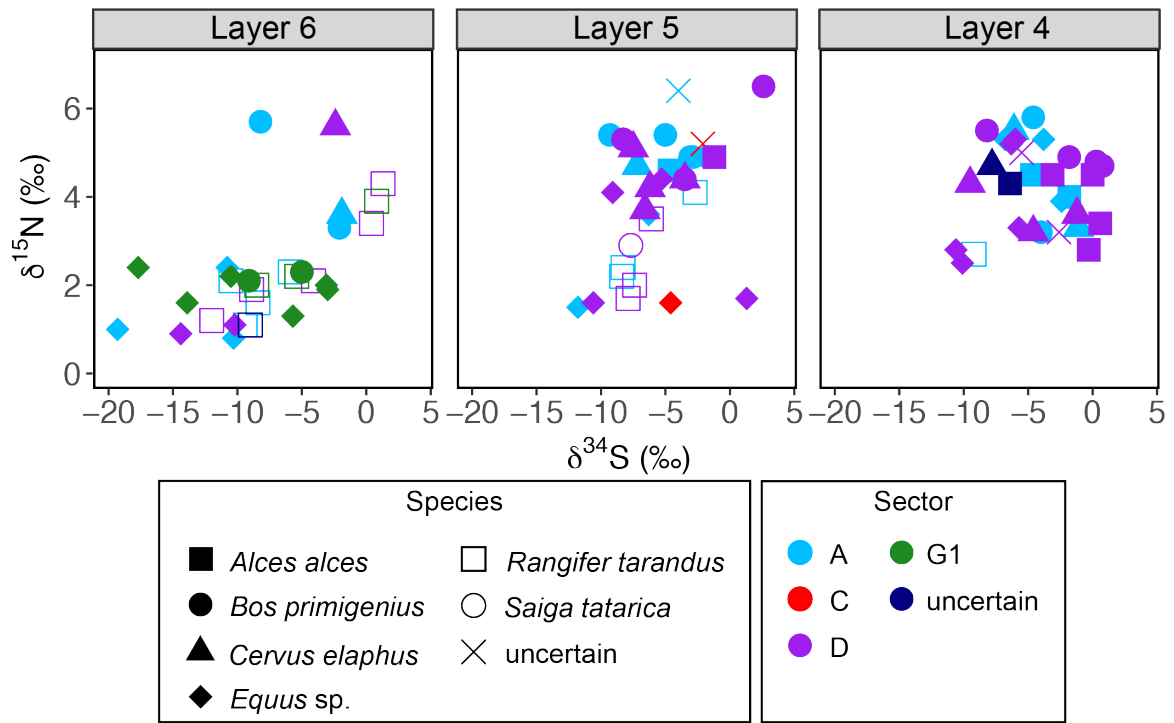 Layer 6 Layer 5 Layer 4
6
4
2
0
δ15N (‰)
−20 −15 −10 −5 0 5 −20 −15 −10 −5 0 5 −20 −15 −10 −5 0 5
δ34S (‰)
Species
Alces alces Rangifer tarandus
Bos primigenius Saiga tatarica
Cervus elaphus uncertain
Equus sp.
Sector
A G1
C uncertain
D